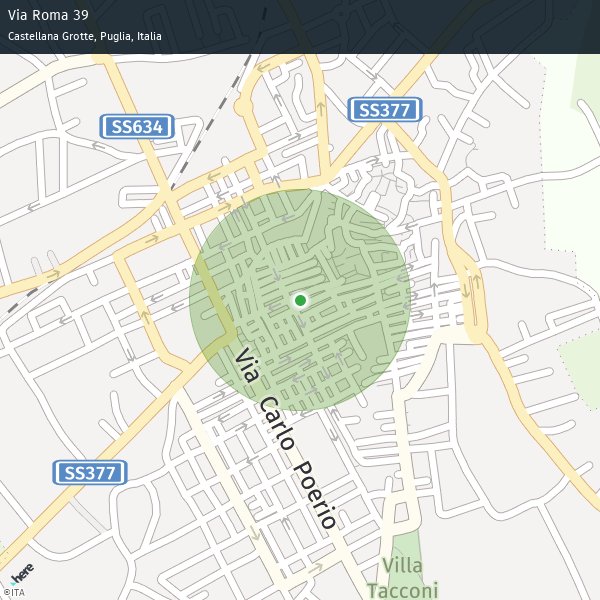 Via Roma 39
Castellana Grotte, Puglia, Italia
SS377
SS634
Via Carlo Poerio
SS377
Villa
Tacconi
here
©ITA